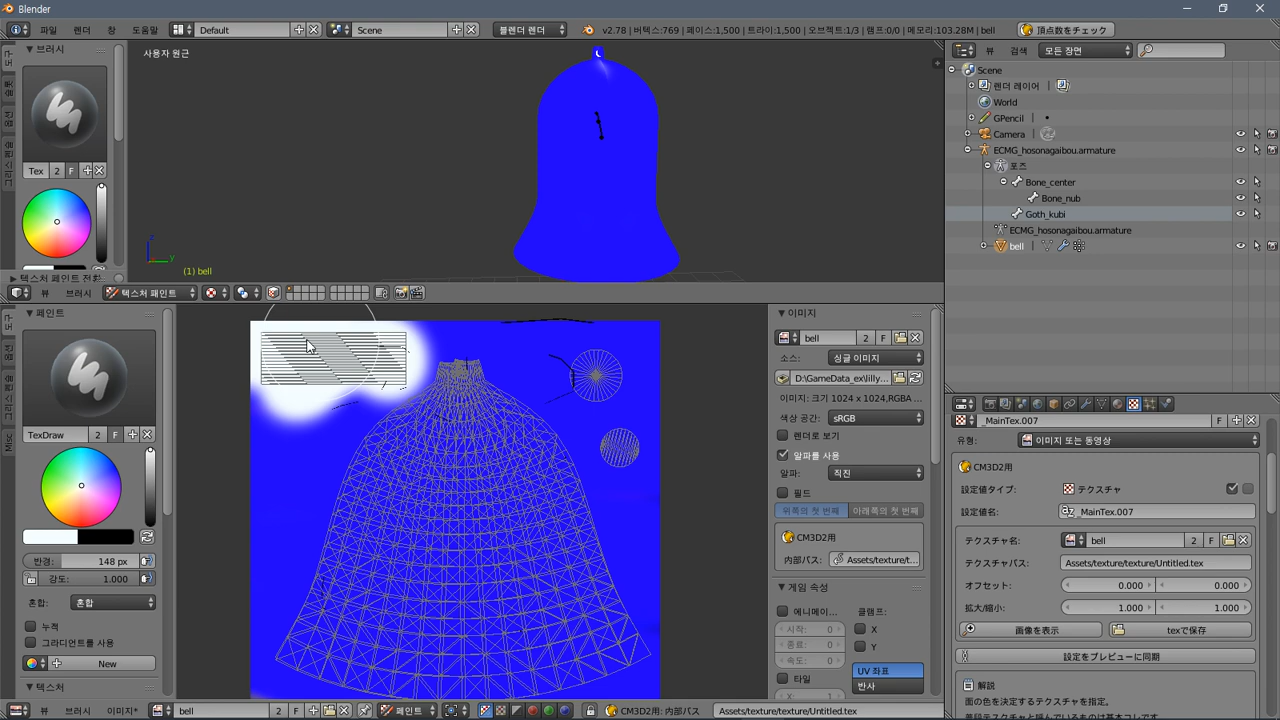 Blender
파일 렌더 창 도움말 Default Scene 블렌더 렌더 v2.78 | 버텍스:769 | 페이스:1,500 | 트라이:1,500 | 오브젝트:1/3 | 램프:0/0 | 메모리:103.28M | bell 頂点数をチェック
브러시
사용자 원근
Tex 2 F
텍스처 페인트
(1) bell
z
y
뷰 브러시 텍스처 페인트
뷰 검색 모든 장면
Scene
렌더 레이어
World
GPencil
Camera
ECMG_hosonagaibou.armature
포즈
Bone_center
Bone_nub
Goth_kubi
ECMG_hosonagaibou.armature
bell
페인트
TexDraw 2 F
반경: 148 px
강도: 1.000
혼합: 혼합
누적
그라디언트를 사용
New
텍스처
Misc
이미지
bell 2 F
소스: 싱글 이미지
D:\GameData_ex\lilly...
이미지: 크기 1024 x 1024,RGBA ...
색상 공간: sRGB
렌더로 보기
알파를 사용
알파: 직진
필드
위쪽의 첫 번째 아래쪽의 첫 번째
CM3D2用
内部パス: Assets/texture/t...
게임 속성
에니메이... 클램프:
시작: 0 X
종료: 0 Y
속도: 0
UV 좌표
타일 반사
X: 1
뷰 브러시 이미지* bell 2 F 페인트 CM3D2用: 内部パス Assets/texture/texture/Untitled.tex
_MainTex.007 F
유형: 이미지 또는 동영상
CM3D2用
設定値タイプ: テクスチャ
設定値名: _MainTex.007
テクスチャ名: bell 2 F
テクスチャパス: Assets/texture/texture/Untitled.tex
オフセット: 0.000 0.000
拡大/縮小: 1.000 1.000
画像を表示 texで保存
設定をプレビューに同期
解説
面の色を決定するテクスチャを指定。